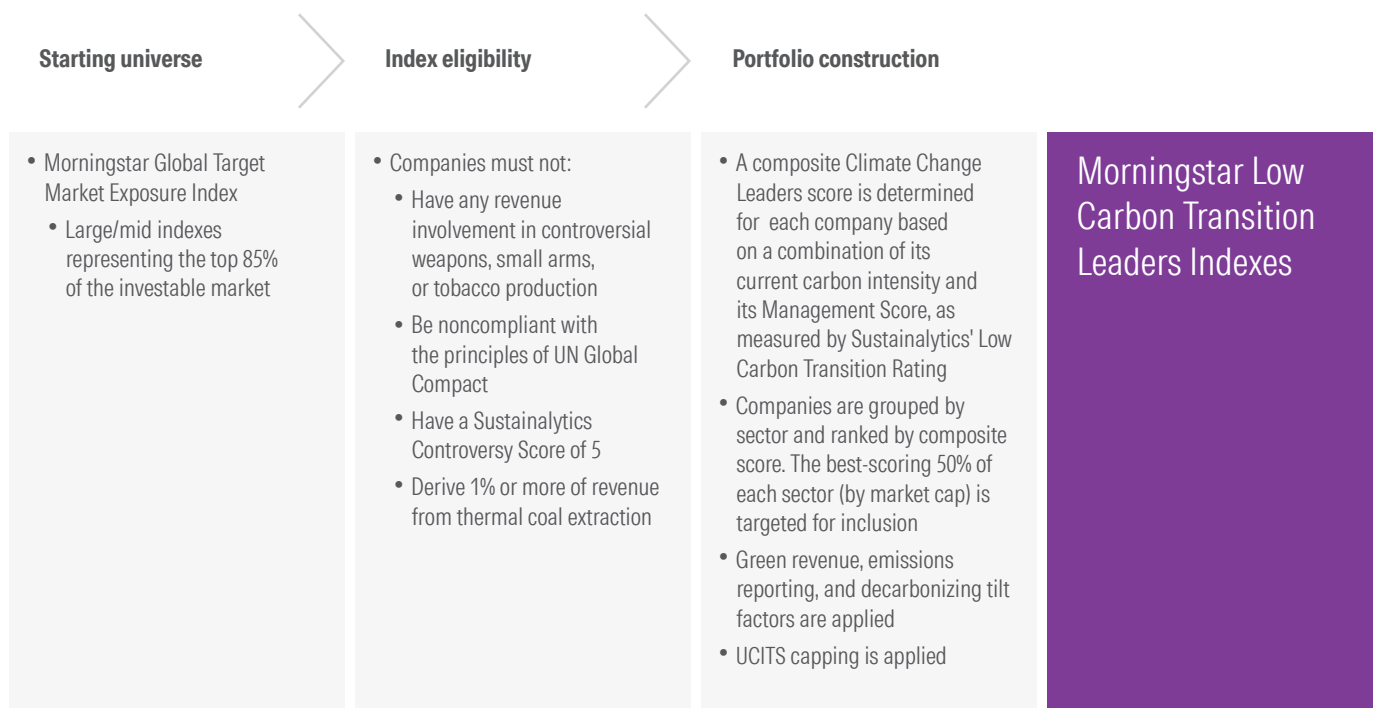 Starting universe
Index eligibility
Portfolio construction
• Morningstar Global Target
Market Exposure Index
• Large/mid indexes
representing the top 85%
of the investable market
• Companies must not:
• Have any revenue
involvement in controversial
weapons, small arms,
or tobacco production
• Be noncompliant with
the principles of UN Global
Compact
• Have a Sustainalytics
Controversy Score of 5
• Derive 1% or more of revenue
from thermal coal extraction
• A composite Climate Change
Leaders score is determined
for each company based
on a combination of its
current carbon intensity and
its Management Score, as
measured by Sustainalytics' Low
Carbon Transition Rating
• Companies are grouped by
sector and ranked by composite
score. The best-scoring 50% of
each sector (by market cap) is
targeted for inclusion
• Green revenue, emissions
reporting, and decarbonizing tilt
factors are applied
• UCITS capping is applied
Morningstar Low
Carbon Transition
Leaders Indexes